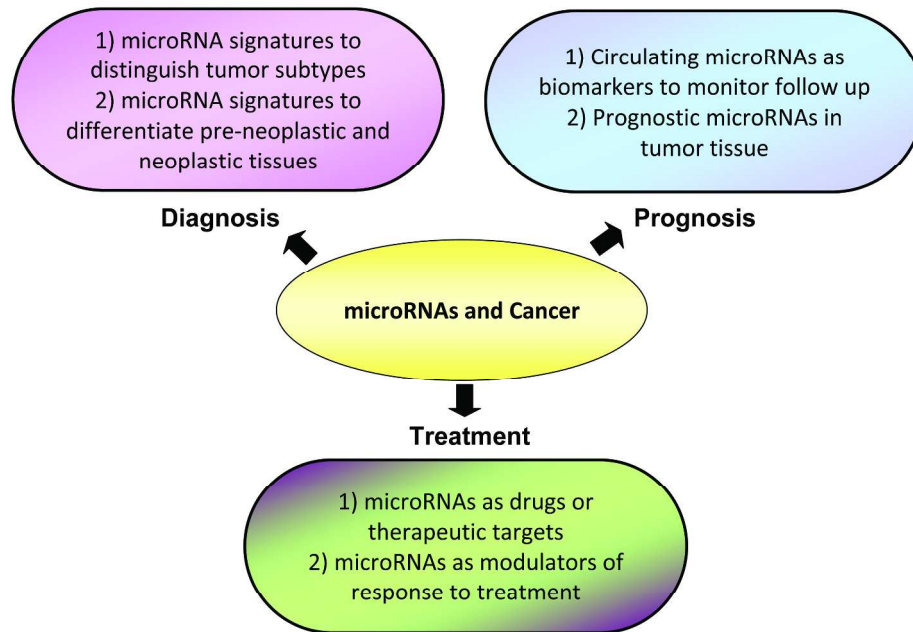 1) microRNA signatures to
distinguish tumor subtypes
2) microRNA signatures to
differentiate pre-neoplastic and
neoplastic tissues
Diagnosis
1) Circulating microRNAs as
biomarkers to monitor follow up
2) Prognostic microRNAs in
tumor tissue
Prognosis
microRNAs and Cancer
Treatment
1) microRNAs as drugs or
therapeutic targets
2) microRNAs as modulators of
response to treatment